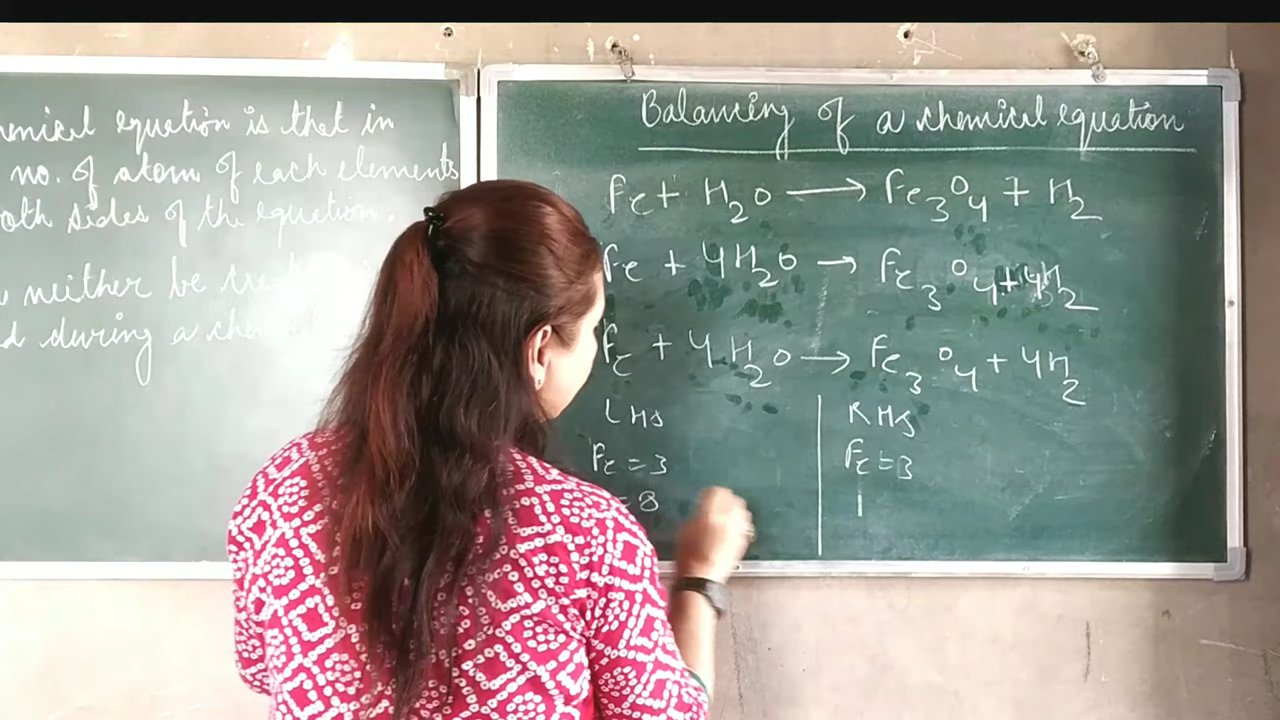 hemical equation is that in
no. of atom of each elements
oth sides of the equation.
neither be
d during a
Balancing of a chemical equation
Fe + H₂O ⟶ Fe₃O₄ + H₂
Fe + 4H₂O → Fe₃O₄ + 4H₂
Fe + 4H₂O → Fe₃O₄ + 4H₂
LHS RHS
Fe = 3 Fe = 3
= 8